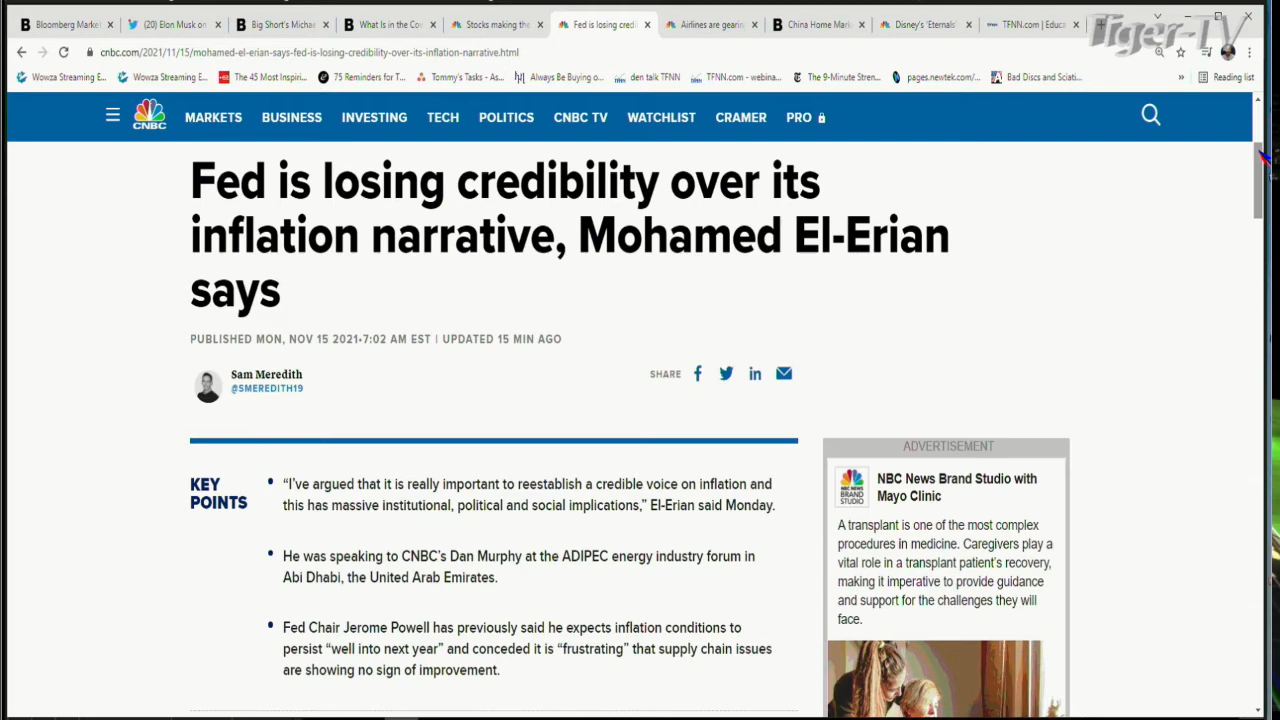 Bloomberg Market
(20) Elon Musk on
Big Short's Micha
What Is in the Cov
Stocks making the
Fed is losing credi
Airlines are gearin
China Home Mark
Disney's 'Eternals'
TFNN.com | Educa
Tiger-TV
cnbc.com/2021/11/15/mohamed-el-erian-says-fed-is-losing-credibility-over-its-inflation-narrative.html
Wowza Streaming E...
Wowza Streaming E...
The 45 Most Inspiri...
75 Reminders for T...
Tommy's Tasks - As...
Always Be Buying o...
den talk TFNN
TFNN.com - webina...
The 9-Minute Stren...
pages.newtek.com/...
Bad Discs and Sciati...
»
Reading list
CNBC
MARKETS
BUSINESS
INVESTING
TECH
POLITICS
CNBC TV
WATCHLIST
CRAMER
PRO
Fed is losing credibility over its
inflation narrative, Mohamed El-Erian
says
PUBLISHED MON, NOV 15 2021•7:02 AM EST | UPDATED 15 MIN AGO
Sam Meredith
@SMEREDITH19
SHARE
KEY
POINTS
• “I’ve argued that it is really important to reestablish a credible voice on inflation and
this has massive institutional, political and social implications,” El-Erian said Monday.
• He was speaking to CNBC’s Dan Murphy at the ADIPEC energy industry forum in
Abu Dhabi, the United Arab Emirates.
• Fed Chair Jerome Powell has previously said he expects inflation conditions to
persist “well into next year” and conceded it is “frustrating” that supply chain issues
are showing no sign of improvement.
ADVERTISEMENT
NBC NEWS
BRAND
STUDIO
NBC News Brand Studio with
Mayo Clinic
A transplant is one of the most complex
procedures in medicine. Caregivers play a
vital role in a transplant patient's recovery,
making it imperative to provide guidance
and support for the challenges they will
face.